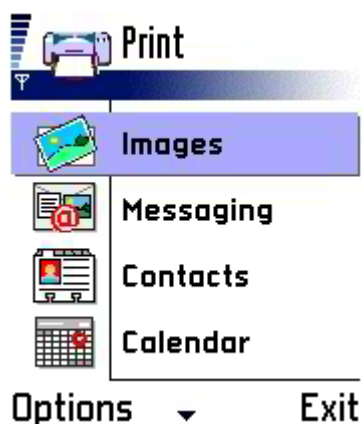 Print
Images
Messaging
Contacts
Calendar
Options Exit